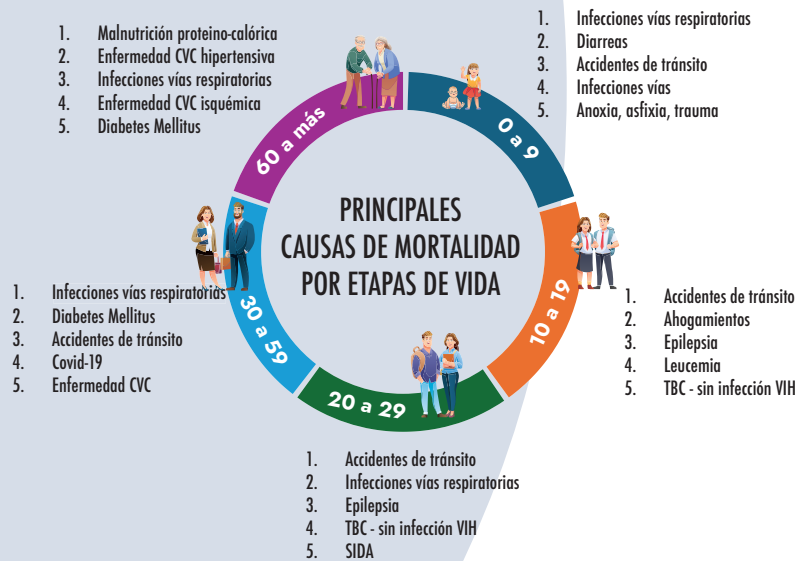 PRINCIPALES
CAUSAS DE MORTALIDAD
POR ETAPAS DE VIDA
0 a 9
1. Infecciones vías respiratorias
2. Diarreas
3. Accidentes de tránsito
4. Infecciones vías
5. Anoxia, asfixia, trauma
10 a 19
1. Accidentes de tránsito
2. Ahogamientos
3. Epilepsia
4. Leucemia
5. TBC - sin infección VIH
20 a 29
1. Accidentes de tránsito
2. Infecciones vías respiratorias
3. Epilepsia
4. TBC - sin infección VIH
5. SIDA
30 a 59
1. Infecciones vías respiratorias
2. Diabetes Mellitus
3. Accidentes de tránsito
4. Covid-19
5. Enfermedad CVC
60 a más
1. Malnutrición proteino-calórica
2. Enfermedad CVC hipertensiva
3. Infecciones vías respiratorias
4. Enfermedad CVC isquémica
5. Diabetes Mellitus